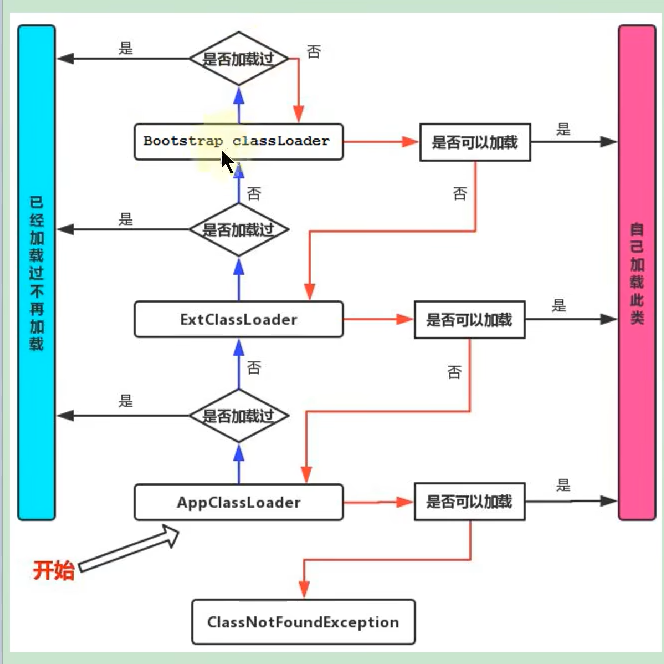 是
是否加载过
否
Bootstrap classLoader
是否可以加载
是
否
是
否
是否加载过
已经加载过不再加载
自己加载此类
ExtClassLoader
是否可以加载
是
否
否
是
是否加载过
AppClassLoader
是否可以加载
是
开始
ClassNotFoundException